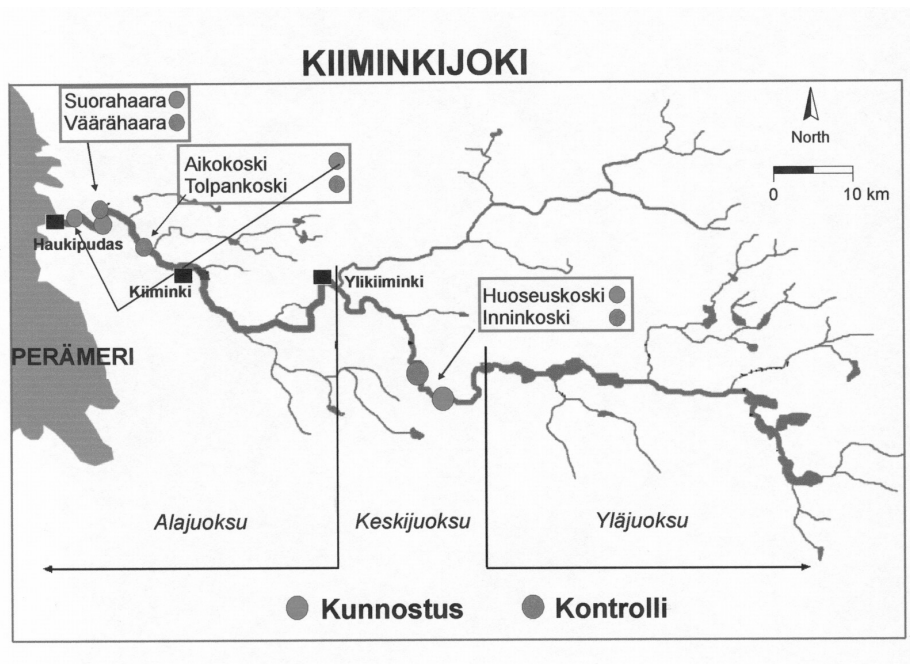 KIIMINKIJOKI
Suorahaara
Väärähaara
North
Aikokoski
Tolpankoski
0 10 km
Haukipudas
Kiiminki
Ylikiiminki
Huoseuskoski
Inninkoski
PERÄMERI
Alajuoksu
Keskijuoksu
Yläjuoksu
Kunnostus
Kontrolli